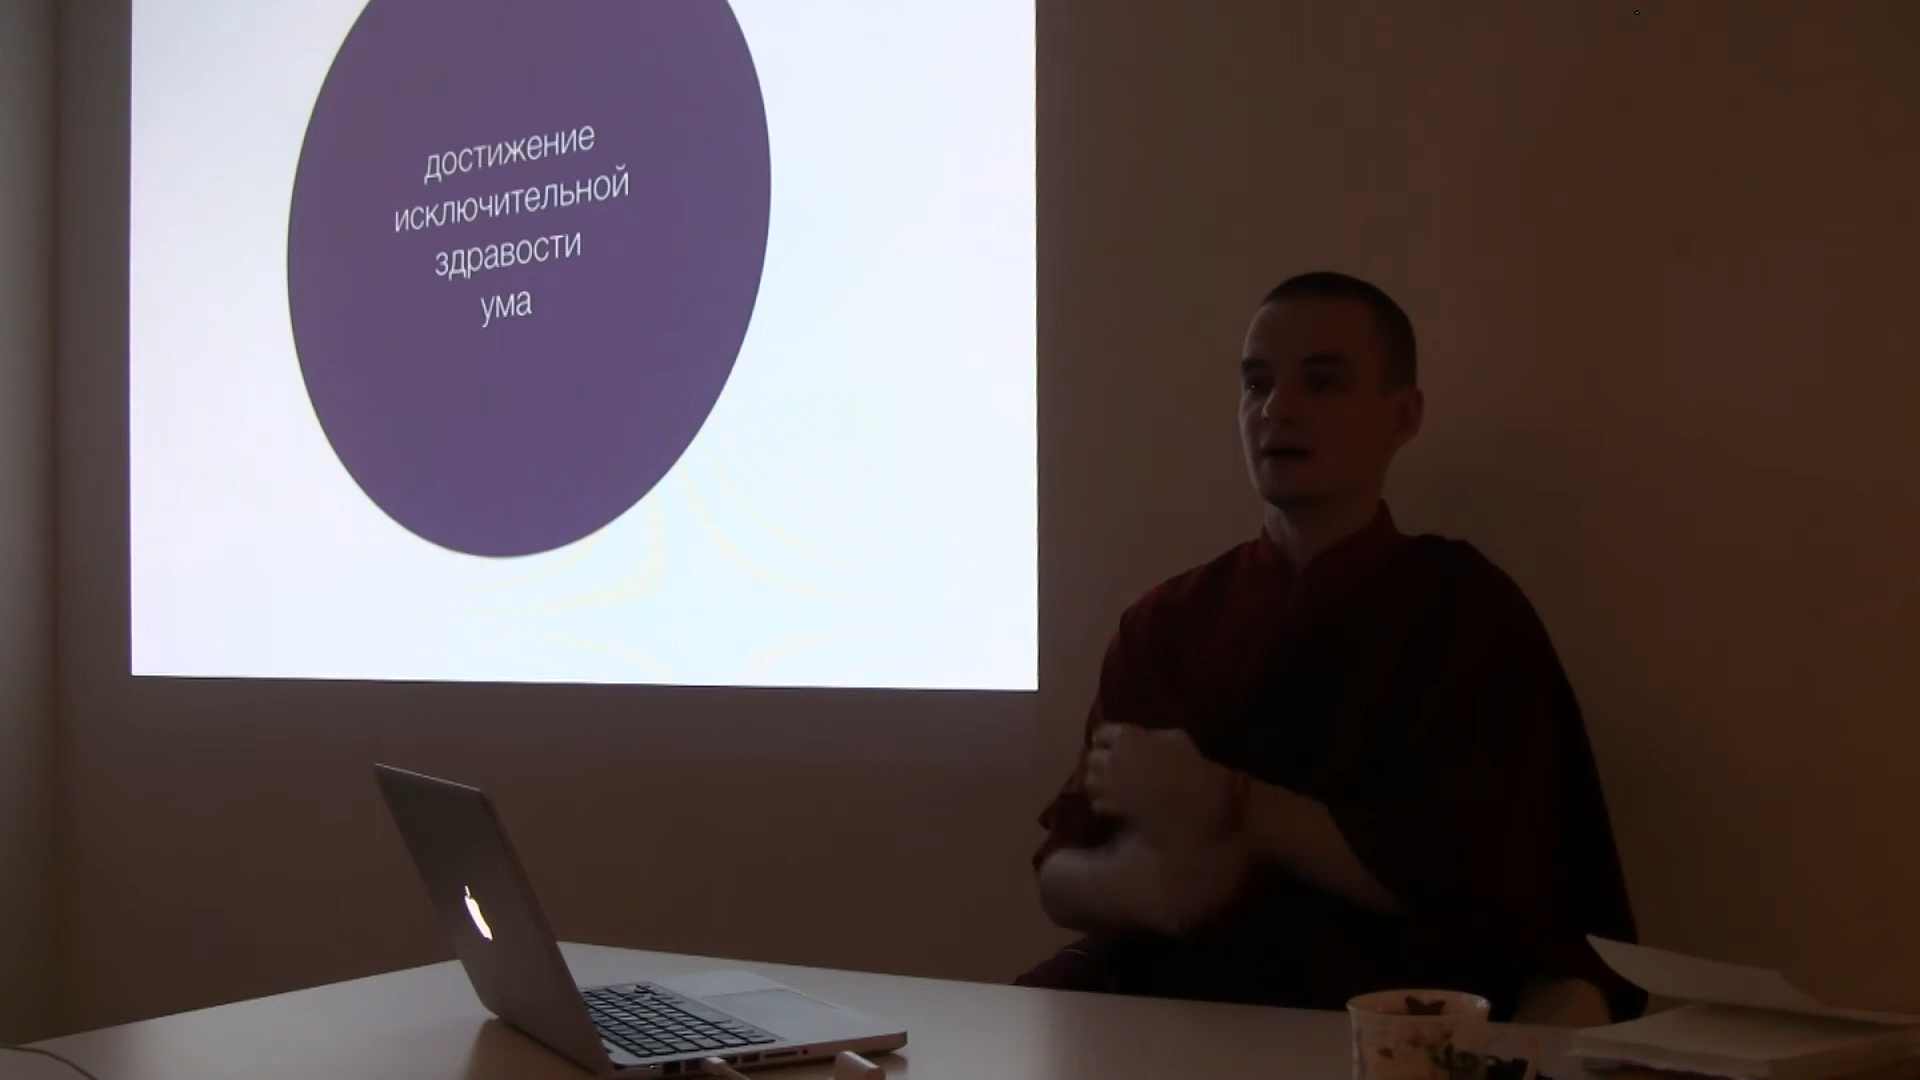 достижение
исключительной
здравости
ума